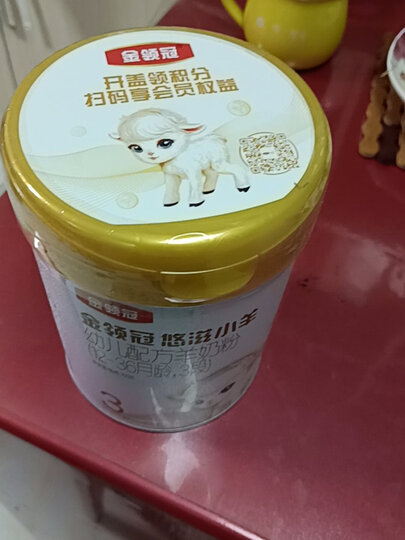 金领冠
开盖领积分
扫码享会员权益
金领冠
金领冠 悠滋小羊
幼儿配方羊奶粉
(12-36月龄,3段)
3